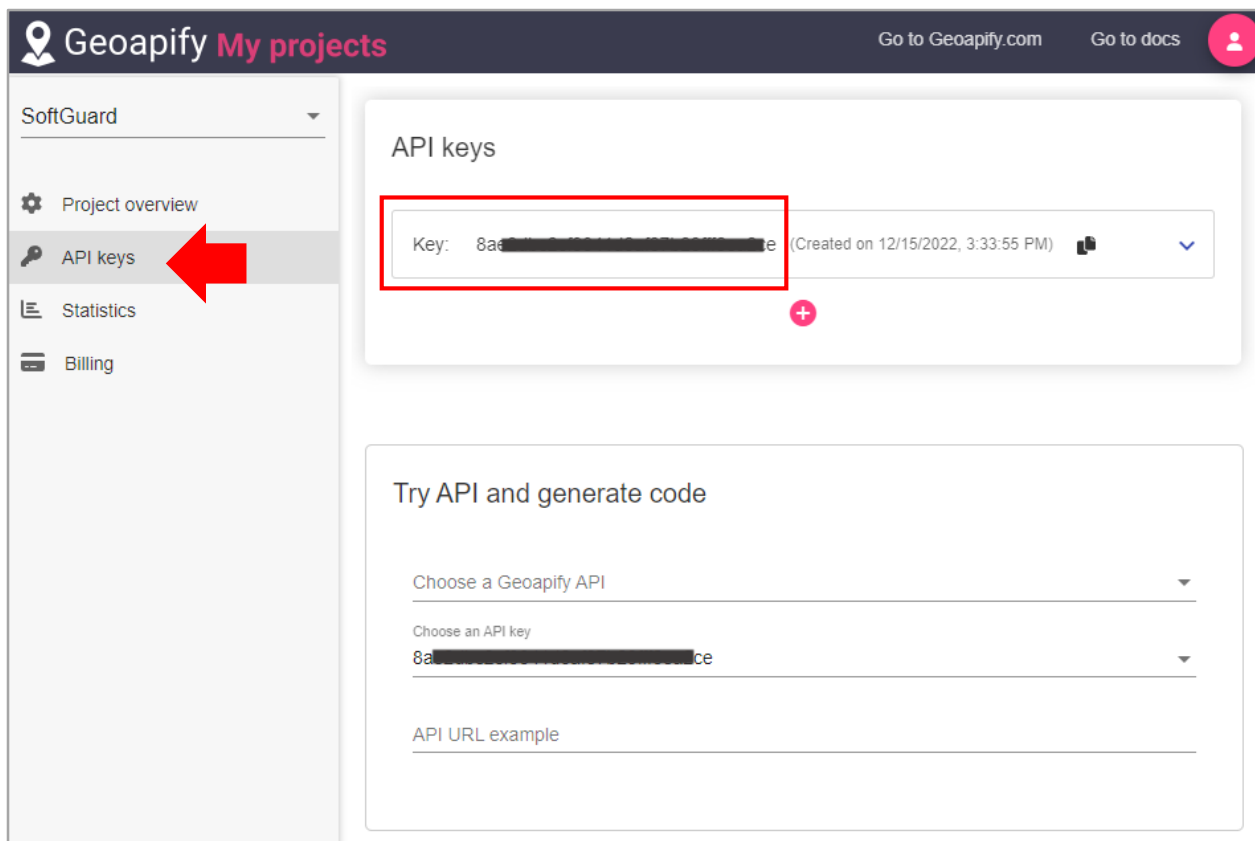 Geoapify My projects
Go to Geoapify.com Go to docs
SoftGuard
Project overview
API keys
Statistics
Billing
API keys
Key: (Created on 12/15/2022, 3:33:55 PM)
Try API and generate code
Choose a Geoapify API
Choose an API key
API URL example